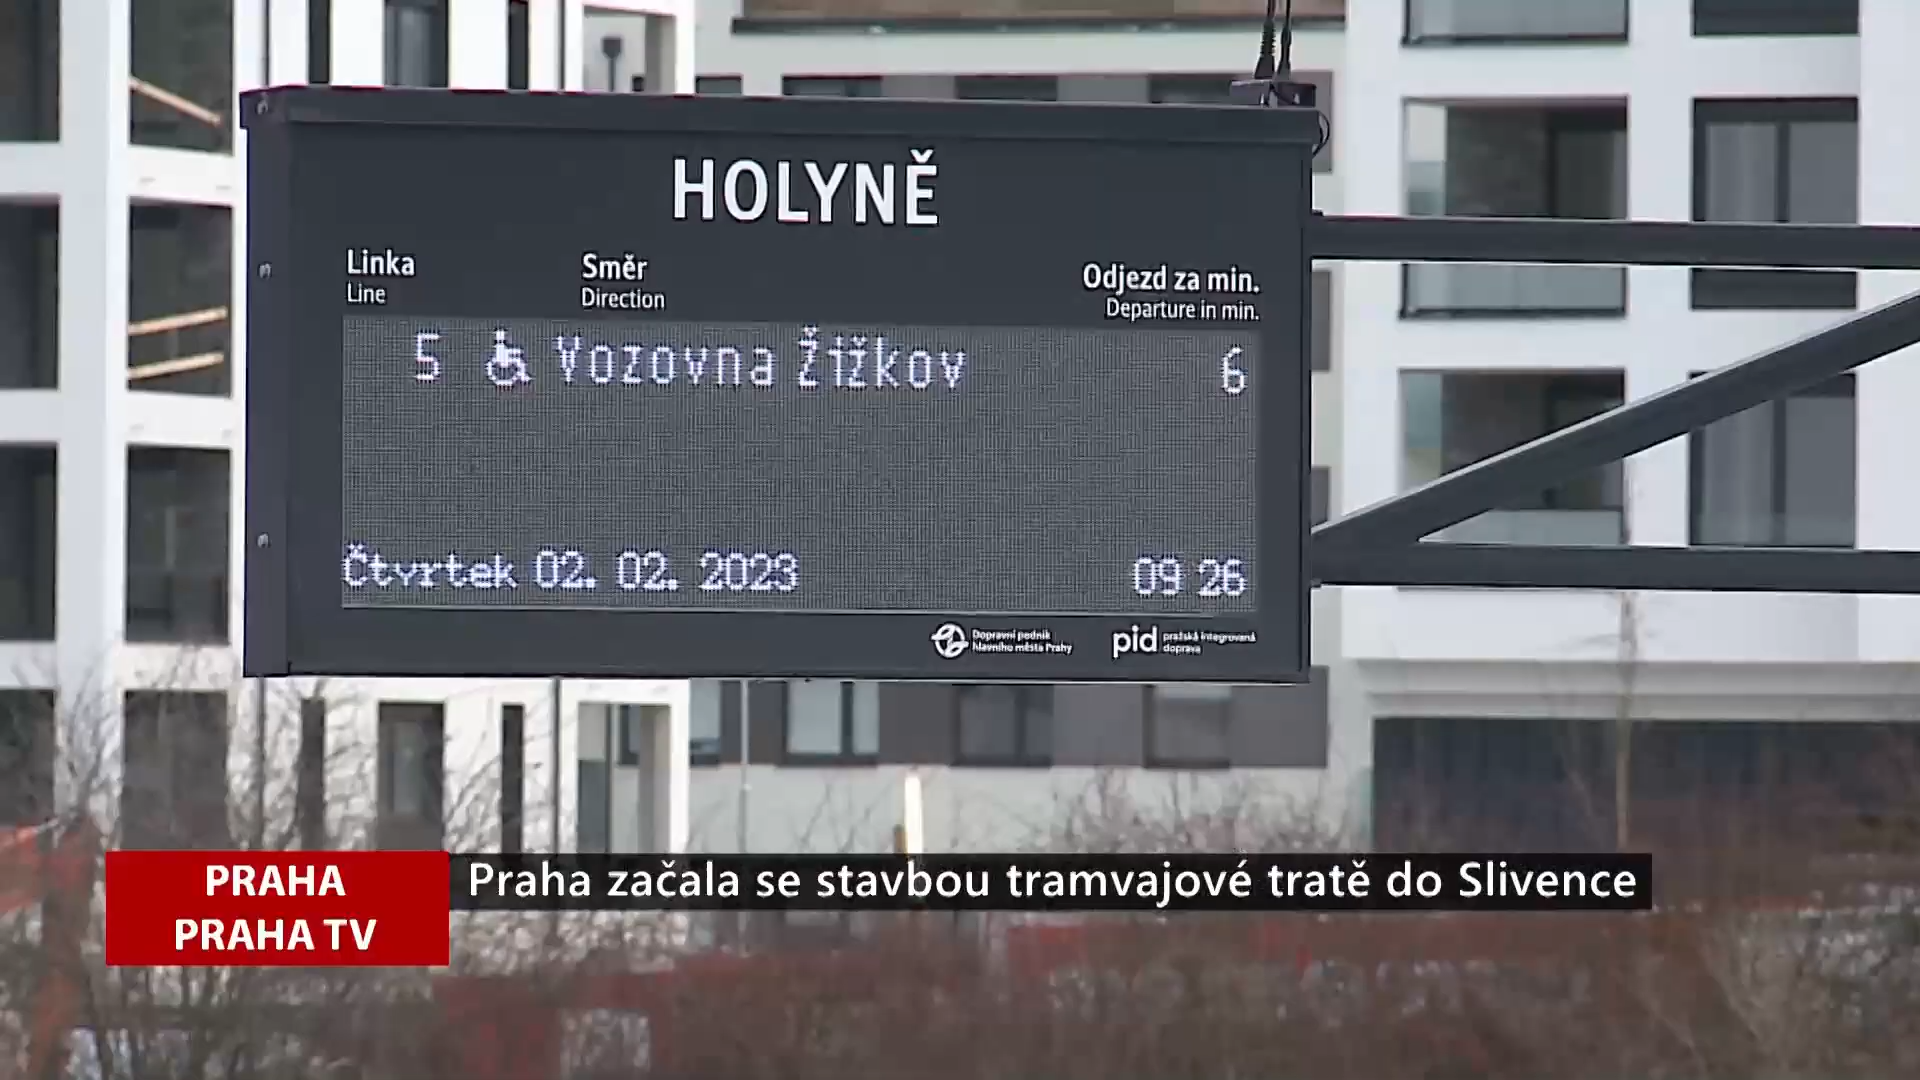 HOLYNĚ
Linka
Line
Směr
Direction
Odjezd za min.
Departure in min.
5 Vozovna Žižkov 6
Čtvrtek 02. 02. 2023 09 26
Dopravní podnik
hlavního města Prahy
pid pražská integrovaná
doprava
PRAHA
PRAHA TV
Praha začala se stavbou tramvajové tratě do Slivence